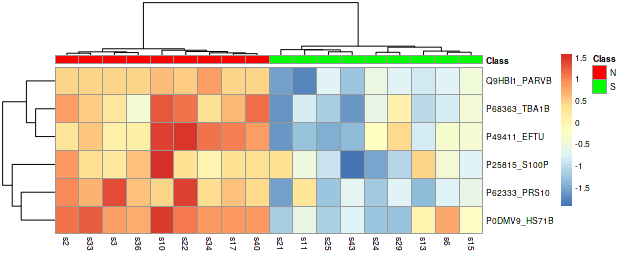 Class
Q9HBI1_PARVB
P68363_TBA1B
P49411_EFTU
P25815_S100P
P62333_PRS10
P0DMV9_HS71B
s2 s33 s3 s36 s10 s22 s34 s17 s40 s21 s11 s25 s43 s24 s29 s13 s6 s15
1.5
1
0.5
0
-0.5
-1
-1.5
Class
N
S